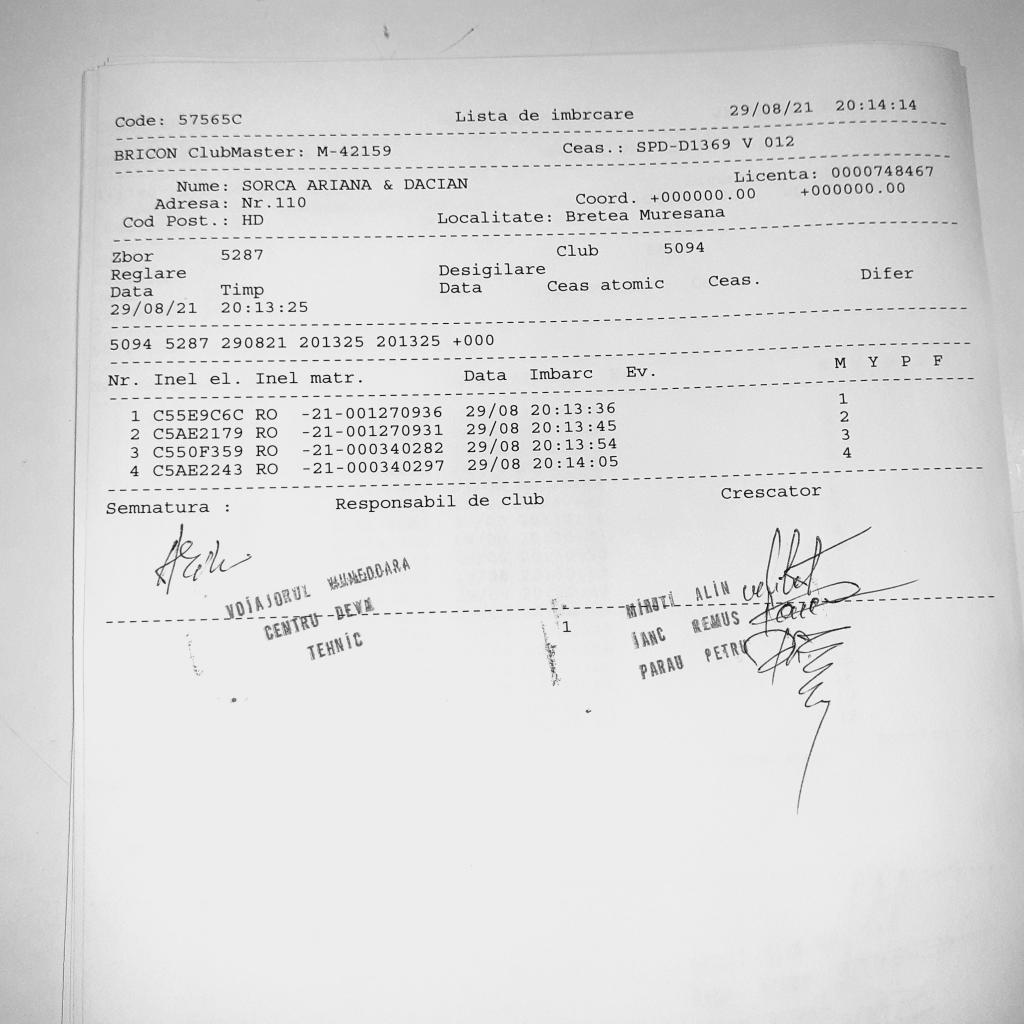 Code: 57565C Lista de imbrcare 29/08/21 20:14:14
BRICON ClubMaster: M-42159 Ceas.: SPD-D1369 V 012
Nume: SORCA ARIANA & DACIAN Licenta: 0000748467
Adresa: Nr.110 Coord. +000000.00 +000000.00
Cod Post.: HD Localitate: Bretea Muresana
Zbor 5287 Club 5094
Reglare Desigilare
Data Timp Data Ceas atomic Ceas. Difer
29/08/21 20:13:25
5094 5287 290821 201325 201325 +000
Nr. Inel el. Inel matr. Data Imbarc Ev. M Y P F
1 C55E9C6C RO -21-001270936 29/08 20:13:36 1
2 C5AE2179 RO -21-001270931 29/08 20:13:45 2
3 C550F359 RO -21-000340282 29/08 20:13:54 3
4 C5AE2243 RO -21-000340297 29/08 20:14:05 4
Semnatura : Responsabil de club Crescator
VOIAJORUL HUNEDOARA
CENTRU DEVA
TEHNIC
1
ALIN
IANC REMUS
PARAU PETRU